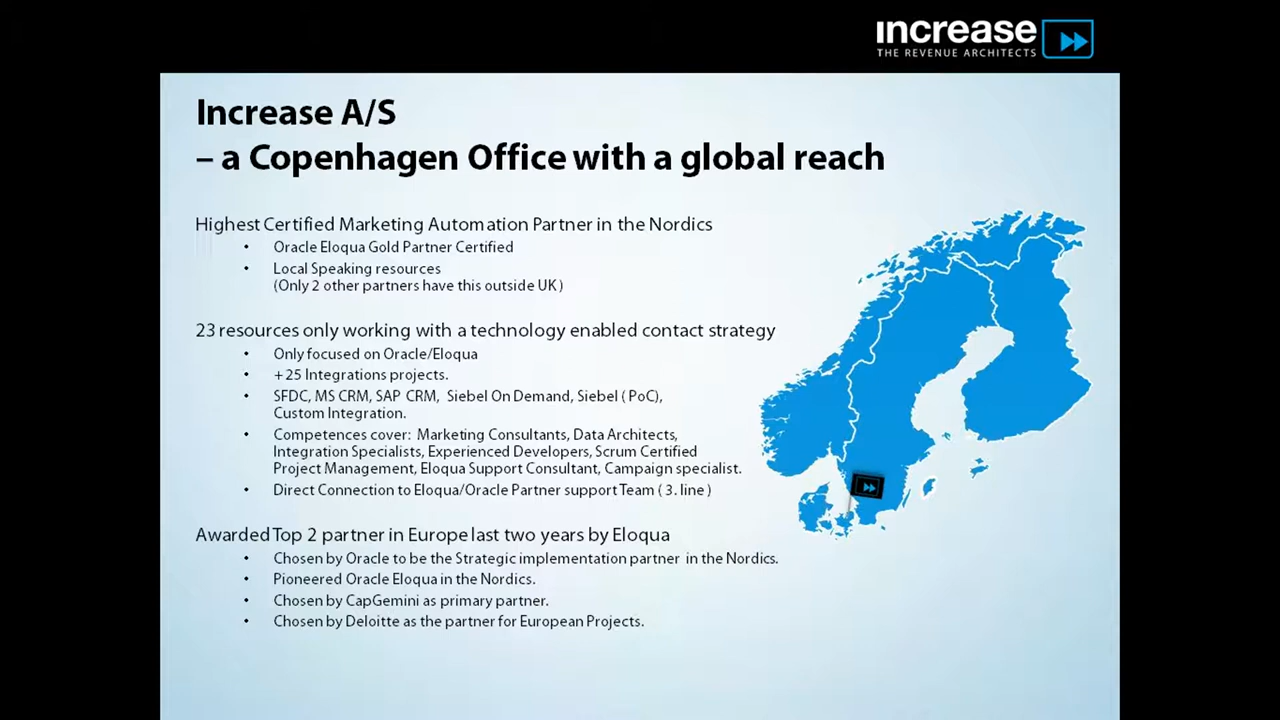 increase
THE REVENUE ARCHITECTS
Increase A/S
– a Copenhagen Office with a global reach
Highest Certified Marketing Automation Partner in the Nordics
• Oracle Eloqua Gold Partner Certified
• Local Speaking resources
(Only 2 other partners have this outside UK )
23 resources only working with a technology enabled contact strategy
• Only focused on Oracle/Eloqua
• +25 Integrations projects.
• SFDC, MS CRM, SAP CRM, Siebel On Demand, Siebel ( PoC),
Custom Integration.
• Competences cover: Marketing Consultants, Data Architects,
Integration Specialists, Experienced Developers, Scrum Certified
Project Management, Eloqua Support Consultant, Campaign specialist.
• Direct Connection to Eloqua/Oracle Partner support Team ( 3. line )
Awarded Top 2 partner in Europe last two years by Eloqua
• Chosen by Oracle to be the Strategic implementation partner in the Nordics.
• Pioneered Oracle Eloqua in the Nordics.
• Chosen by CapGemini as primary partner.
• Chosen by Deloitte as the partner for European Projects.